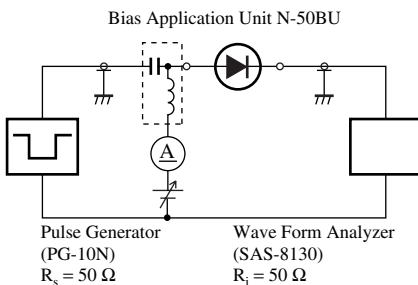 Bias Application Unit N-50BU
A
Pulse Generator
(PG-10N)
Rs = 50 Ω
Wave Form Analyzer
(SAS-8130)
Ri = 50 Ω